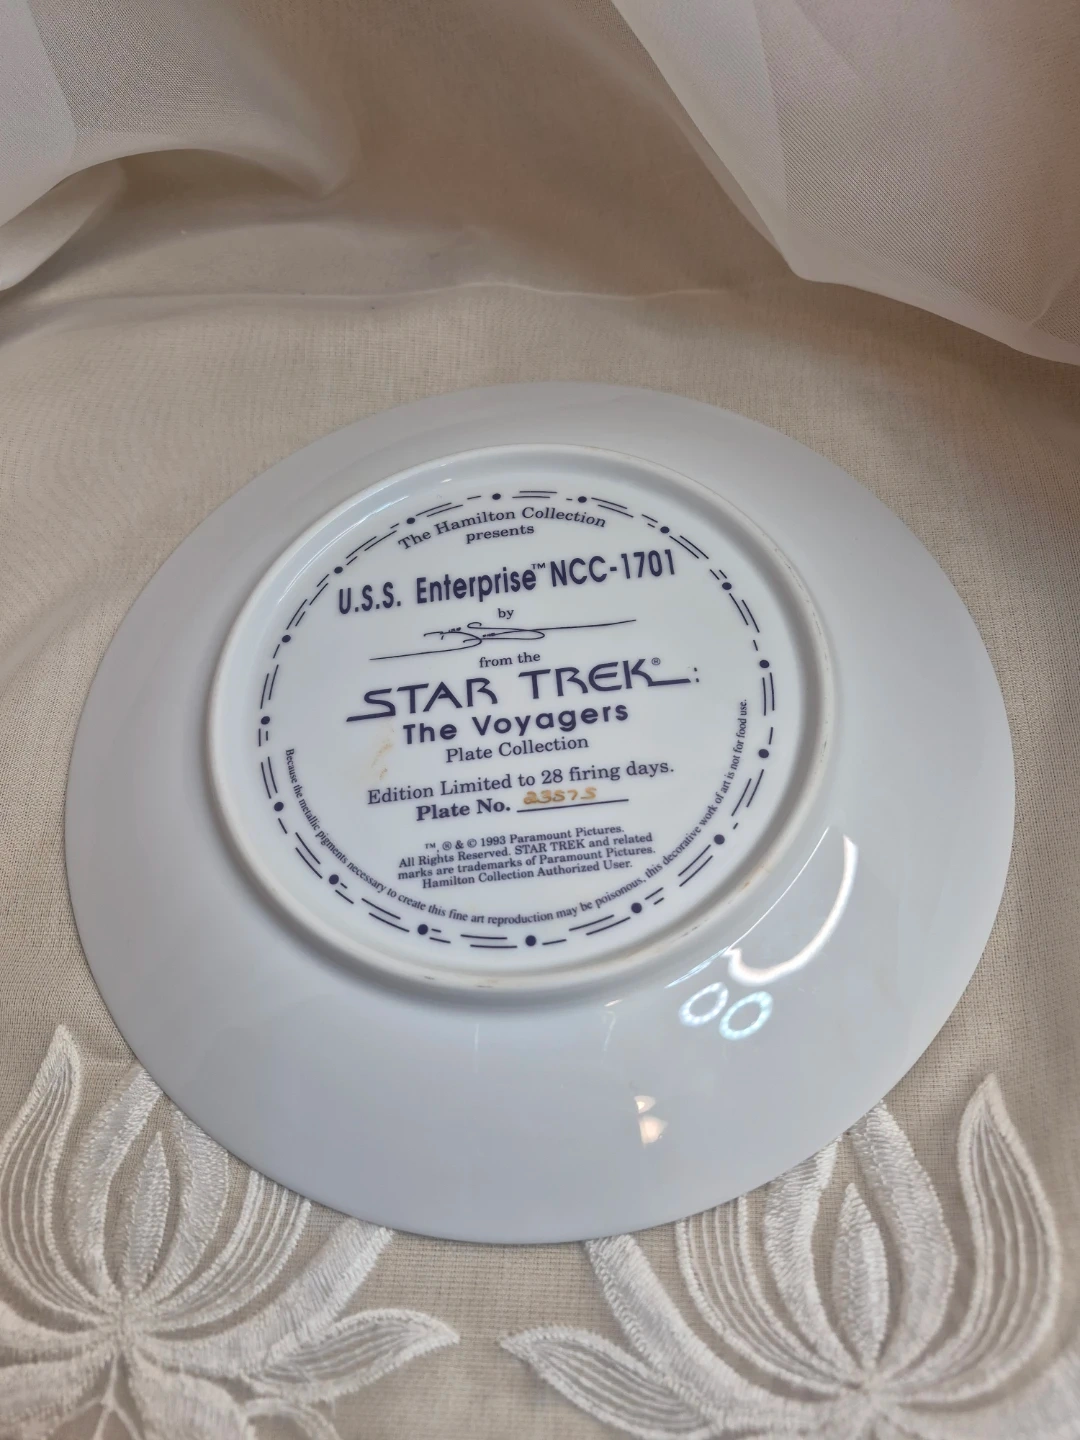 The Hamilton Collection
presents
U.S.S. Enterprise™ NCC-1701
by
from the
STAR TREK®:
The Voyagers
Plate Collection
Edition Limited to 28 firing days.
Plate No. 2357S
™, ® & © 1993 Paramount Pictures.
All Rights Reserved. STAR TREK and related
marks are trademarks of Paramount Pictures.
Hamilton Collection Authorized User.
Because the metallic pigments necessary to create this fine art reproduction may be poisonous, this decorative work of art is not for food use.